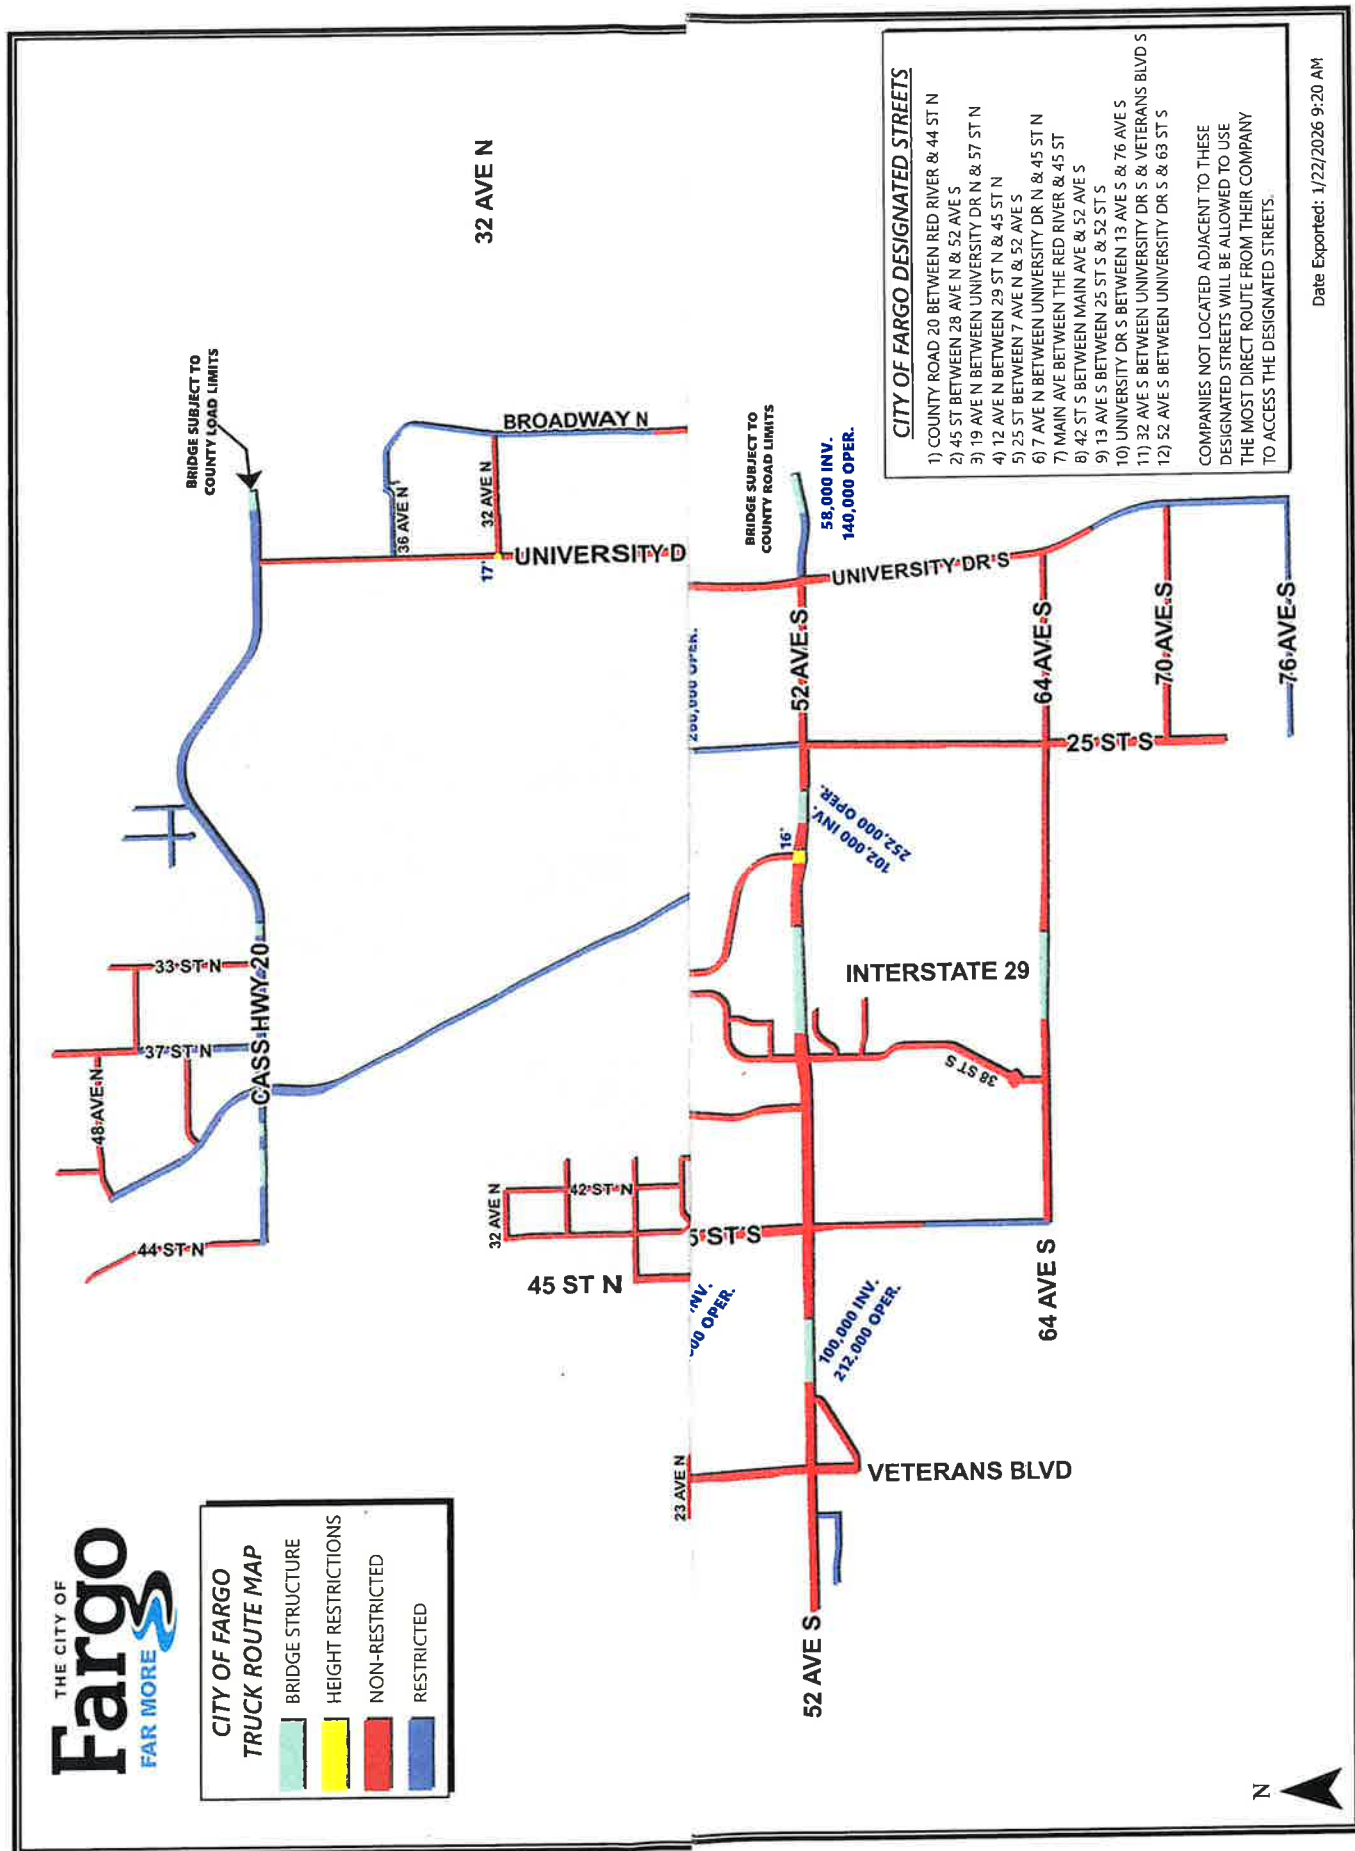 THE CITY OF
Fargo
FAR MORE
CITY OF FARGO
TRUCK ROUTE MAP
BRIDGE STRUCTURE
HEIGHT RESTRICTIONS
NON-RESTRICTED
RESTRICTED
44 ST N
48 AVE N
37 ST N
33 ST N
CASS HWY 20
BRIDGE SUBJECT TO
COUNTY LOAD LIMITS
36 AVE N
32 AVE N
BROADWAY N
17'
UNIVERSITY D
32 AVE N
32 AVE N
42 ST N
45 ST N
23 AVE N
INV.
000 OPER.
5 ST S
200,000 OPER.
BRIDGE SUBJECT TO
COUNTY ROAD LIMITS
58,000 INV.
140,000 OPER.
UNIVERSITY DR S
52 AVE S
16'
102,000 INV.
252,000 OPER.
INTERSTATE 29
38 ST S
64 AVE S
25 ST S
70 AVE S
76 AVE S
100,000 INV.
212,000 OPER.
64 AVE S
VETERANS BLVD
52 AVE S
N
CITY OF FARGO DESIGNATED STREETS
1) COUNTY ROAD 20 BETWEEN RED RIVER & 44 ST N
2) 45 ST BETWEEN 28 AVE N & 52 AVE S
3) 19 AVE N BETWEEN UNIVERSITY DR N & 57 ST N
4) 12 AVE N BETWEEN 29 ST N & 45 ST N
5) 25 ST BETWEEN 7 AVE N & 52 AVE S
6) 7 AVE N BETWEEN UNIVERSITY DR N & 45 ST N
7) MAIN AVE BETWEEN THE RED RIVER & 45 ST
8) 42 ST S BETWEEN MAIN AVE & 52 AVE S
9) 13 AVE S BETWEEN 25 ST S & 52 ST S
10) UNIVERSITY DR S BETWEEN 13 AVE S & 76 AVE S
11) 32 AVE S BETWEEN UNIVERSITY DR S & VETERANS BLVD S
12) 52 AVE S BETWEEN UNIVERSITY DR S & 63 ST S
COMPANIES NOT LOCATED ADJACENT TO THESE
DESIGNATED STREETS WILL BE ALLOWED TO USE
THE MOST DIRECT ROUTE FROM THEIR COMPANY
TO ACCESS THE DESIGNATED STREETS.
Date Exported: 1/22/2026 9:20 AM